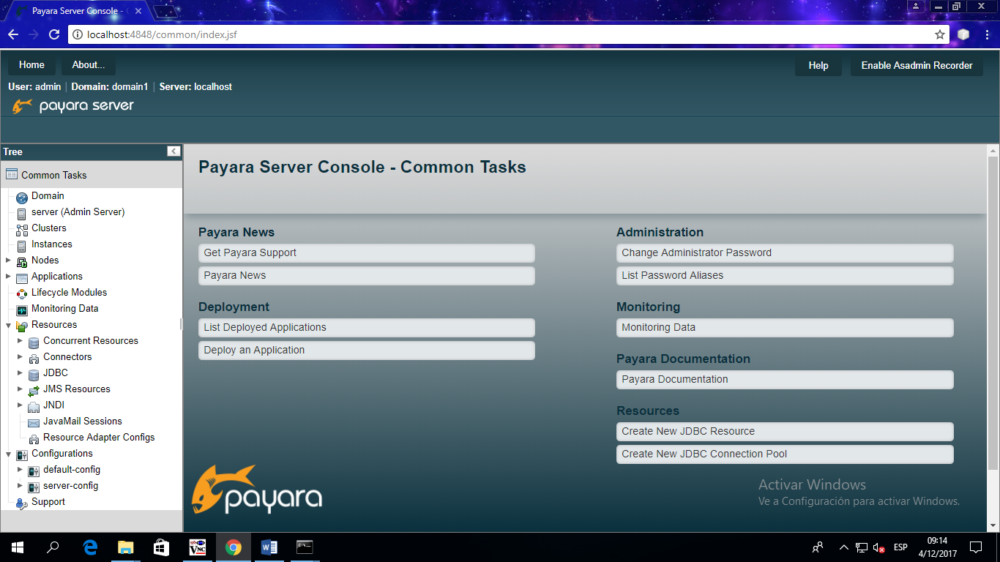 Payara Server Console - C
localhost:4848/common/index.jsf
Home
About...
Help
Enable Asadmin Recorder
User: admin | Domain: domain1 | Server: localhost
payara server
Tree
Common Tasks
Domain
server (Admin Server)
Clusters
Instances
Nodes
Applications
Lifecycle Modules
Monitoring Data
Resources
Concurrent Resources
Connectors
JDBC
JMS Resources
JNDI
JavaMail Sessions
Resource Adapter Configs
Configurations
default-config
server-config
Support
Payara Server Console - Common Tasks
Payara News
Get Payara Support
Payara News
Deployment
List Deployed Applications
Deploy an Application
Administration
Change Administrator Password
List Password Aliases
Monitoring
Monitoring Data
Payara Documentation
Payara Documentation
Resources
Create New JDBC Resource
Create New JDBC Connection Pool
payara
Activar Windows
Ve a Configuración para activar Windows.
VNC
ESP
09:14
4/12/2017